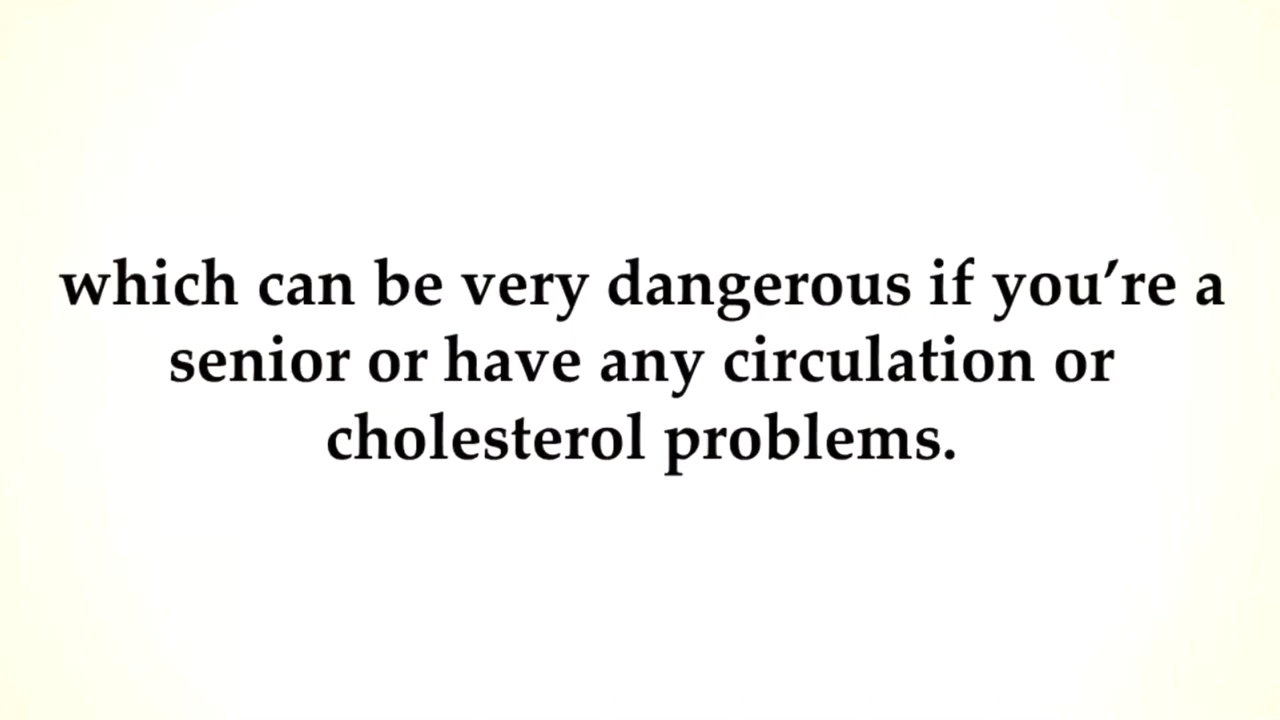 which can be very dangerous if you’re a
senior or have any circulation or
cholesterol problems.